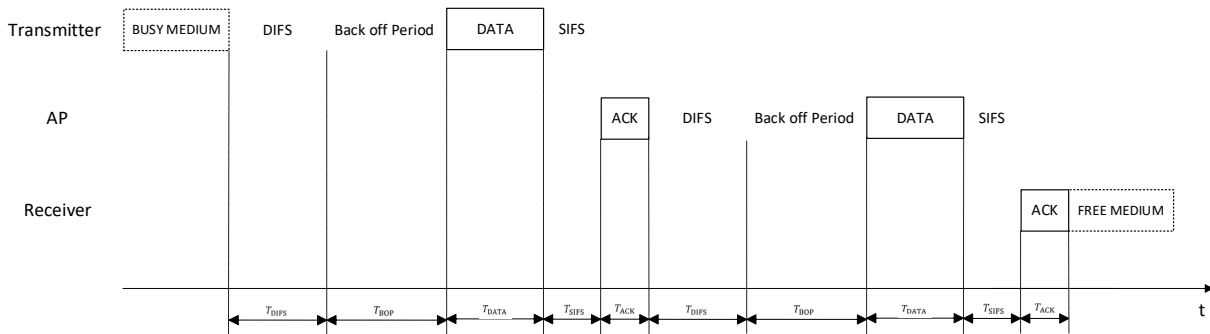 Transmitter BUSY MEDIUM DIFS Back off Period DATA SIFS
AP ACK DIFS Back off Period DATA SIFS
Receiver ACK FREE MEDIUM
T_DIFS T_BOP T_DATA T_SIFS T_ACK T_DIFS T_BOP T_DATA T_SIFS T_ACK t